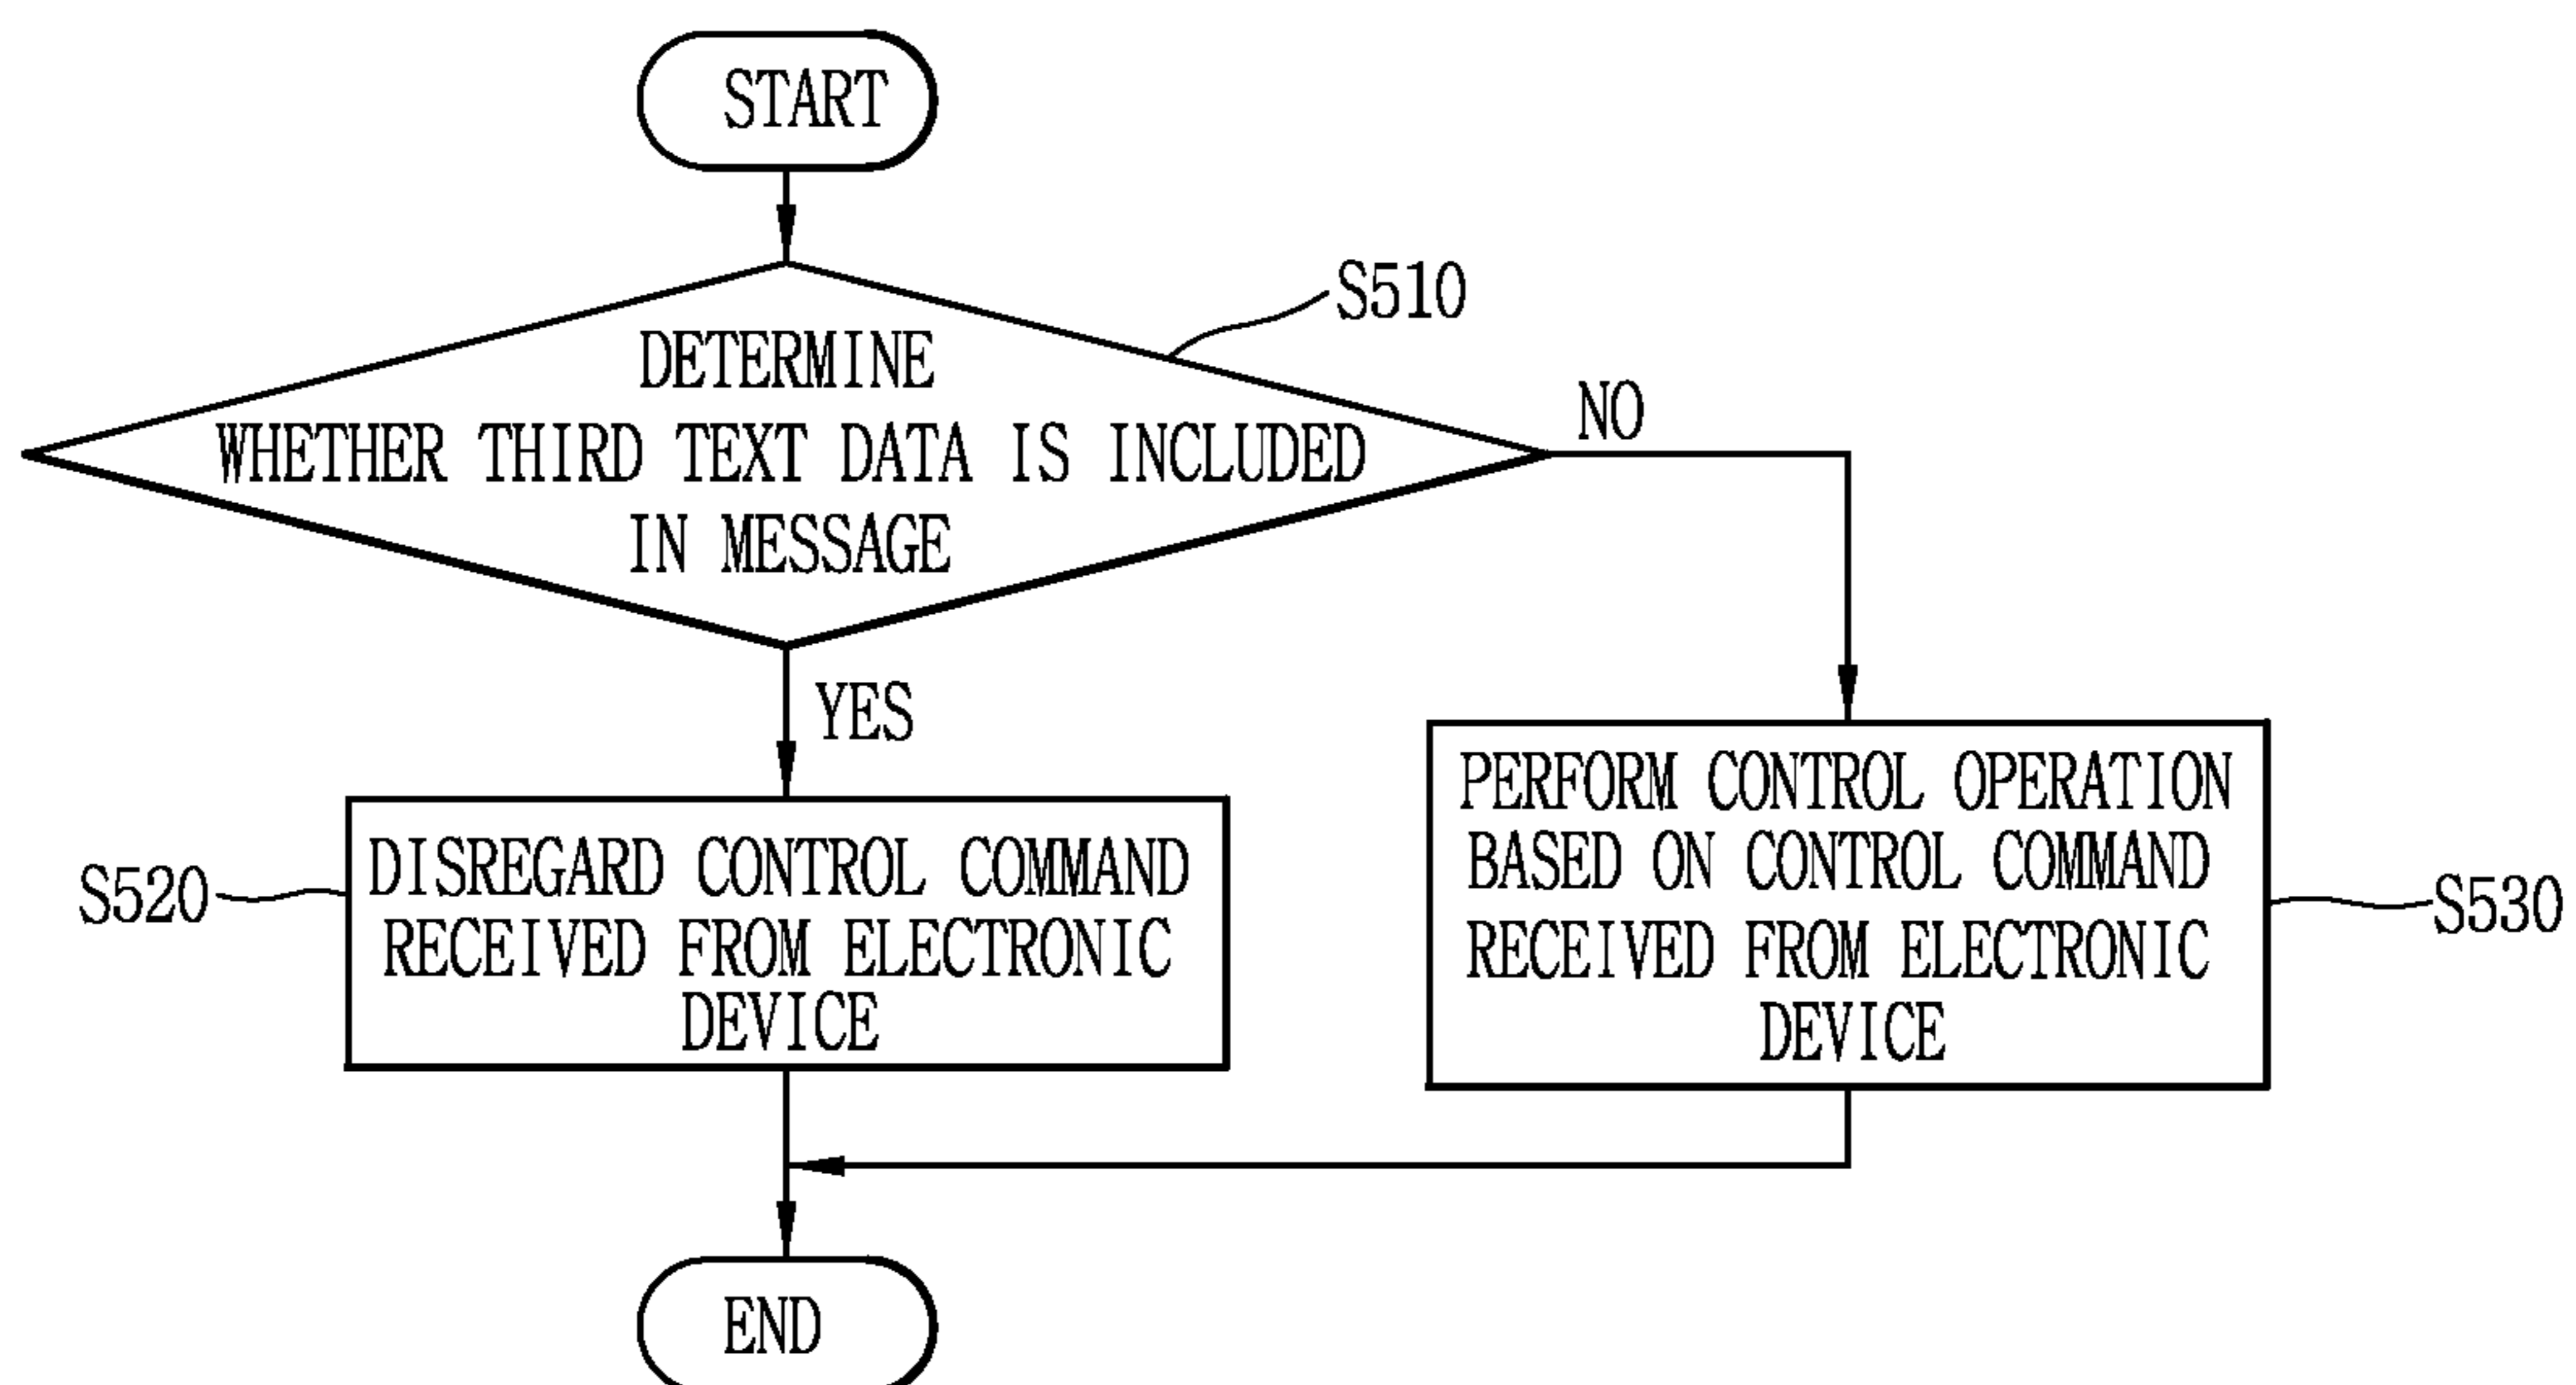 START
S510
DETERMINE
WHETHER THIRD TEXT DATA IS INCLUDED
IN MESSAGE
NO
YES
S520
DISREGARD CONTROL COMMAND
RECEIVED FROM ELECTRONIC
DEVICE
PERFORM CONTROL OPERATION
BASED ON CONTROL COMMAND
RECEIVED FROM ELECTRONIC
DEVICE
S530
END